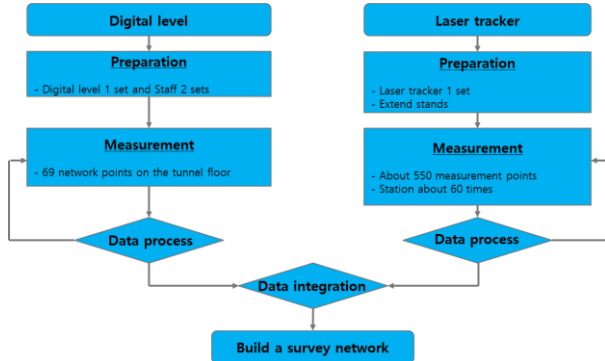 Digital level
Preparation
- Digital level 1 set and Staff 2 sets
Measurement
- 69 network points on the tunnel floor
Data process
Laser tracker
Preparation
- Laser tracker 1 set
- Extend stands
Measurement
- About 550 measurement points
- Station about 60 times
Data process
Data integration
Build a survey network